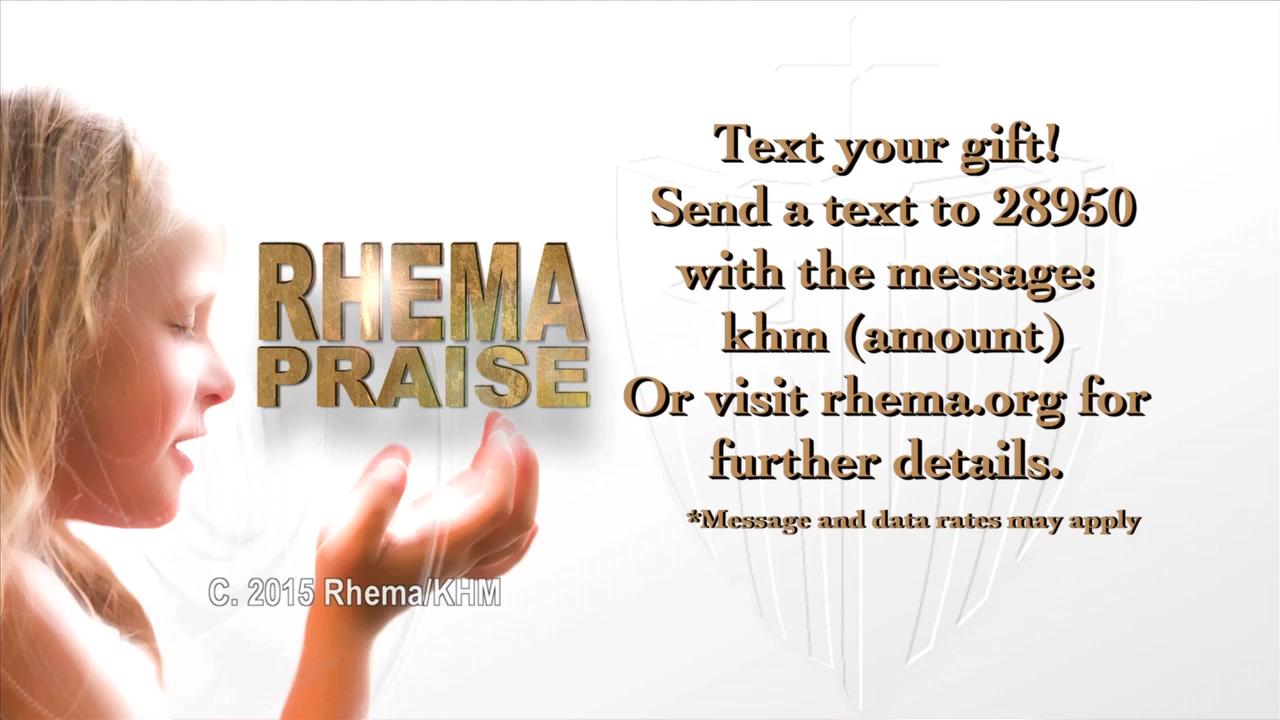 RHEMA
PRAISE
C. 2015 Rhema/KHM
Text your gift!
Send a text to 28950
with the message:
khm (amount)
Or visit rhema.org for
further details.
*Message and data rates may apply